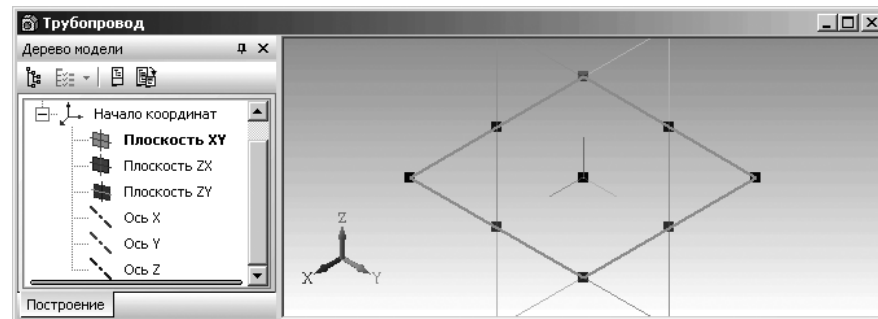 Трубопровод
Дерево модели
Начало координат
Плоскость XY
Плоскость ZX
Плоскость ZY
Ось X
Ось Y
Ось Z
Построение
Z
X
Y